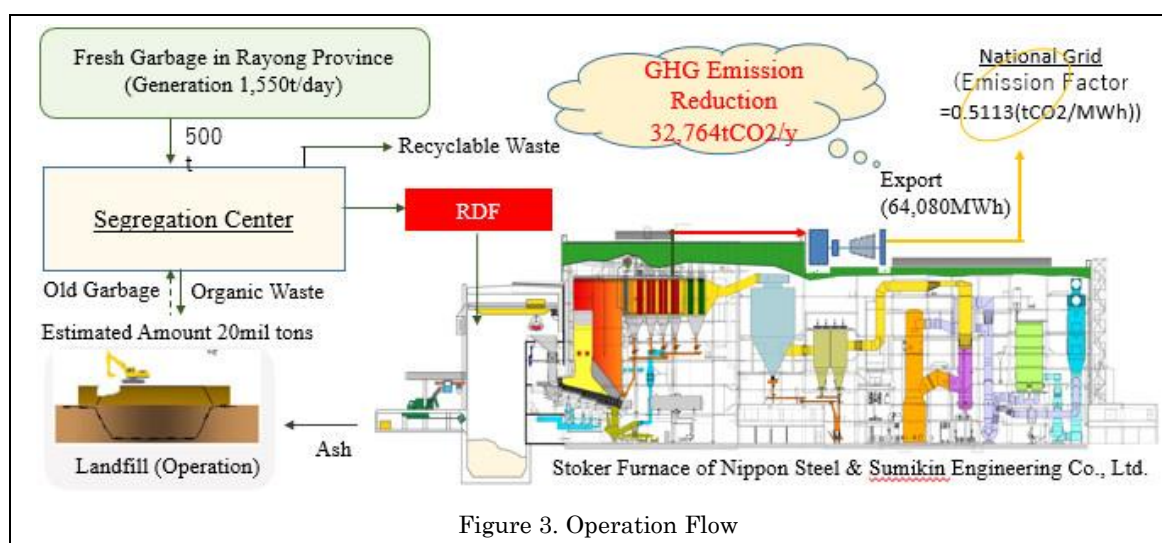 Fresh Garbage in Rayong Province
(Generation 1,550t/day)
500
t
Recyclable Waste
Segregation Center
RDF
GHG Emission
Reduction
32,764tCO2/y
National Grid
(Emission Factor
=0.5113(tCO2/MWh))
Export
(64,080MWh)
Old Garbage
Organic Waste
Estimated Amount 20mil tons
Ash
Landfill (Operation)
Stoker Furnace of Nippon Steel & Sumikin Engineering Co., Ltd.
Figure 3. Operation Flow